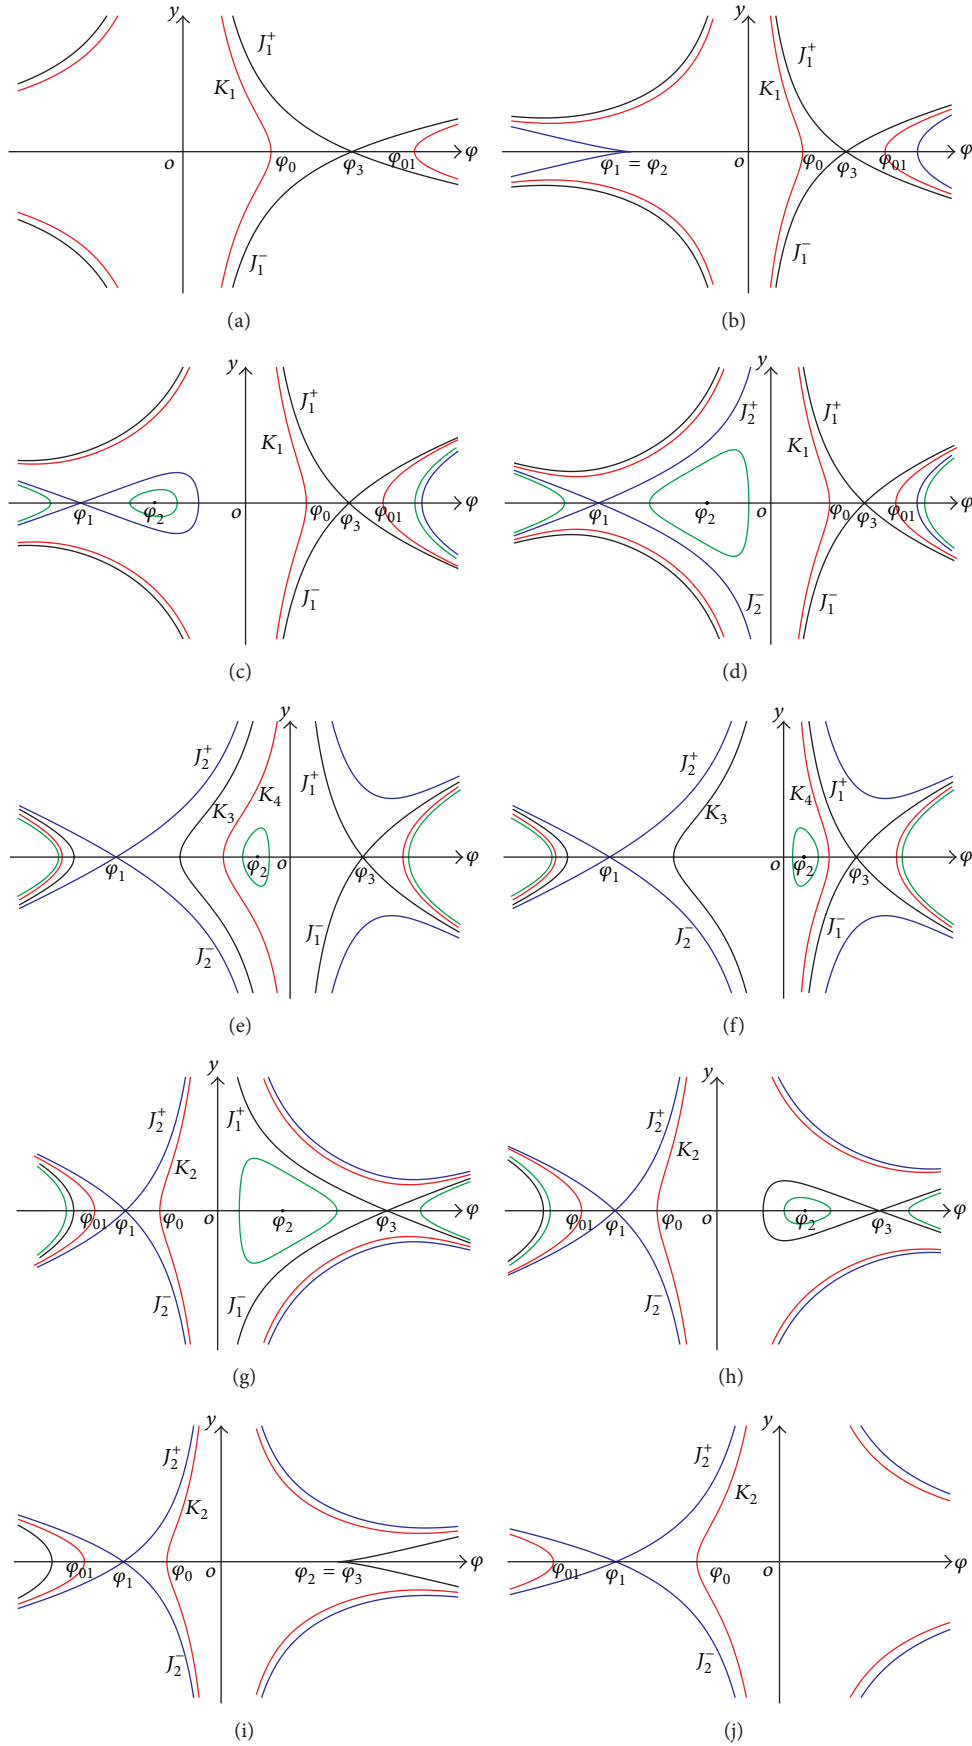 y
J₁⁺
K₁
o
φ₀
φ₃
φ₀₁
φ
J₁⁻
(a)
y
J₁⁺
K₁
φ₁ = φ₂
o
φ₀
φ₃
φ₀₁
φ
J₁⁻
(b)
y
J₁⁺
K₁
φ₁
φ₂
o
φ₀
φ₃
φ₀₁
φ
J₁⁻
(c)
y
J₂⁺
J₁⁺
K₁
φ₁
φ₂
o
φ₀
φ₃
φ₀₁
φ
J₂⁻
J₁⁻
(d)
y
J₂⁺
K₃
K₄
J₁⁺
φ₁
φ₂
o
φ₃
φ
J₂⁻
J₁⁻
(e)
y
J₂⁺
K₃
K₄
J₁⁺
φ₁
o
φ₂
φ₃
φ
J₂⁻
J₁⁻
(f)
y
J₂⁺
J₁⁺
K₂
φ₀₁
φ₁
φ₀
o
φ₂
φ₃
φ
J₂⁻
J₁⁻
(g)
y
J₂⁺
K₂
φ₀₁
φ₁
φ₀
o
φ₂
φ₃
φ
J₂⁻
(h)
y
J₂⁺
K₂
φ₀₁
φ₁
φ₀
o
φ₂ = φ₃
φ
J₂⁻
(i)
y
J₂⁺
K₂
φ₀₁
φ₁
φ₀
o
φ
J₂⁻
(j)